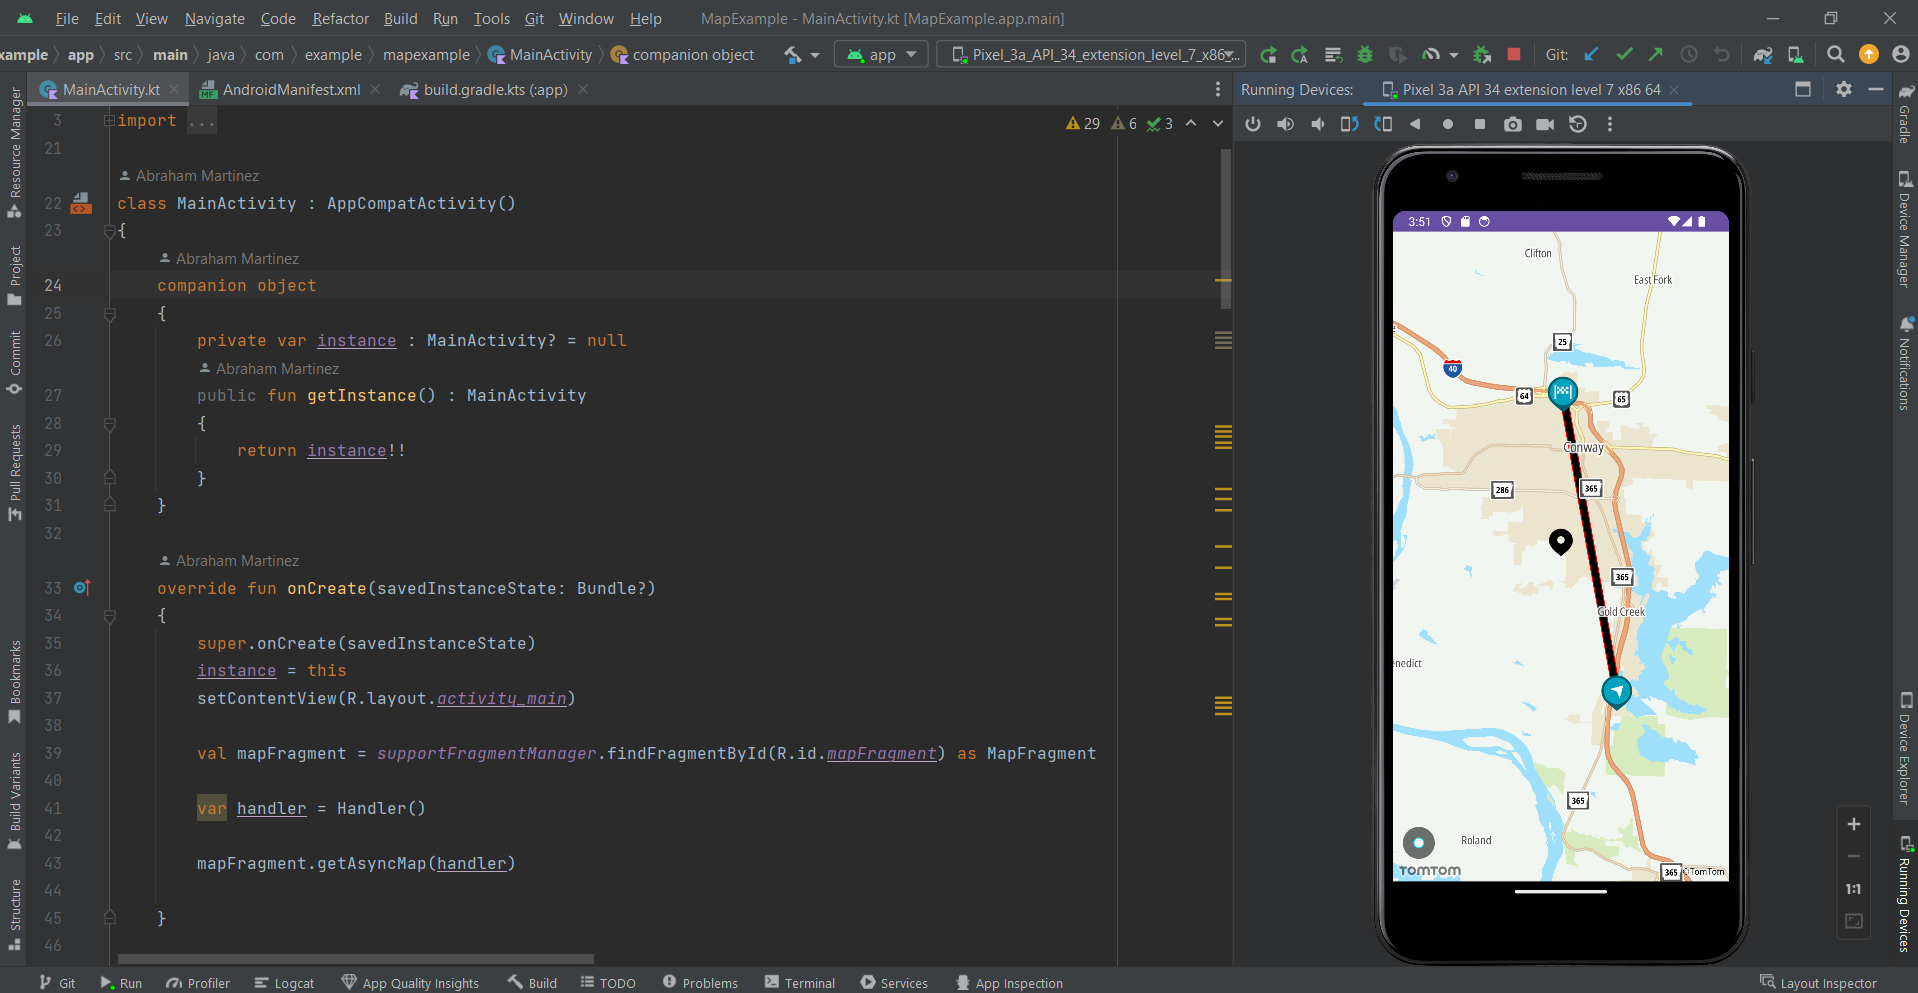 File Edit View Navigate Code Refactor Build Run Tools Git Window Help MapExample - MainActivity.kt [MapExample.app.main]
xample app src main java com example mapexample MainActivity companion object app Pixel_3a_API_34_extension_level_7_x86... Git:
MainActivity.kt AndroidManifest.xml build.gradle.kts (:app) Running Devices: Pixel 3a API 34 extension level 7 x86 64
29 6 3
3 import ...
21
Abraham Martinez
22 class MainActivity : AppCompatActivity()
23 {
Abraham Martinez
24 companion object
25 {
26 private var instance : MainActivity? = null
Abraham Martinez
27 public fun getInstance() : MainActivity
28 {
29 return instance!!
30 }
31 }
32
Abraham Martinez
33 override fun onCreate(savedInstanceState: Bundle?)
34 {
35 super.onCreate(savedInstanceState)
36 instance = this
37 setContentView(R.layout.activity_main)
38
39 val mapFragment = supportFragmentManager.findFragmentById(R.id.mapFragment) as MapFragment
40
41 var handler = Handler()
42
43 mapFragment.getAsyncMap(handler)
44
45 }
46
Resource Manager
Project
Commit
Pull Requests
Bookmarks
Build Variants
Structure
3:51
Clifton
East Fork
25
40
64
65
Conway
286
365
365
Gold Creek
enedict
365
Roland
TOMTOM
365 ©TomTom
1:1
Gradle
Device Manager
Notifications
Device Explorer
Running Devices
Git Run Profiler Logcat App Quality Insights Build TODO Problems Terminal Services App Inspection Layout Inspector